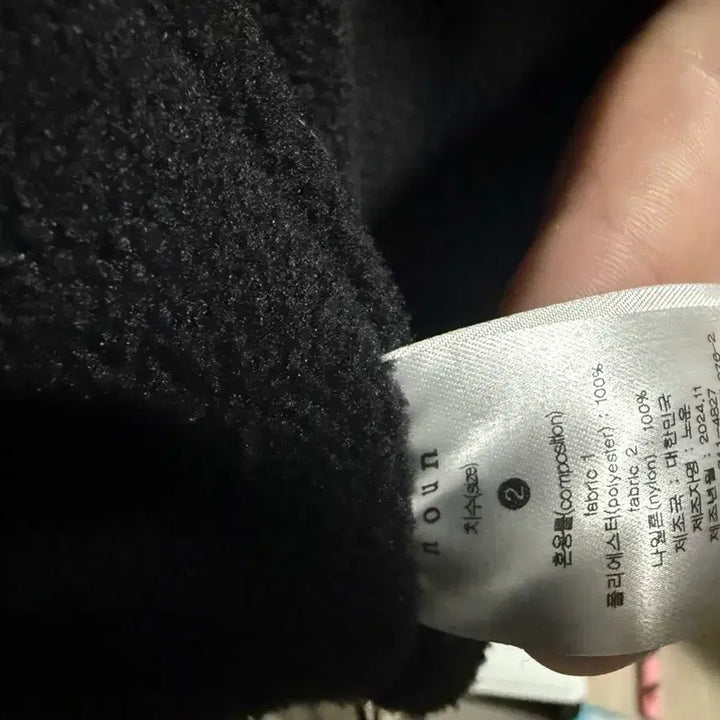 noun
치수(size)
2
혼용률(composition)
fabric 1
폴리에스터(polyester) : 100%
fabric 2
나일론(nylon) : 100%
제조국 : 대한민국
제조자명 : 노운
제조년월 : 2024.11